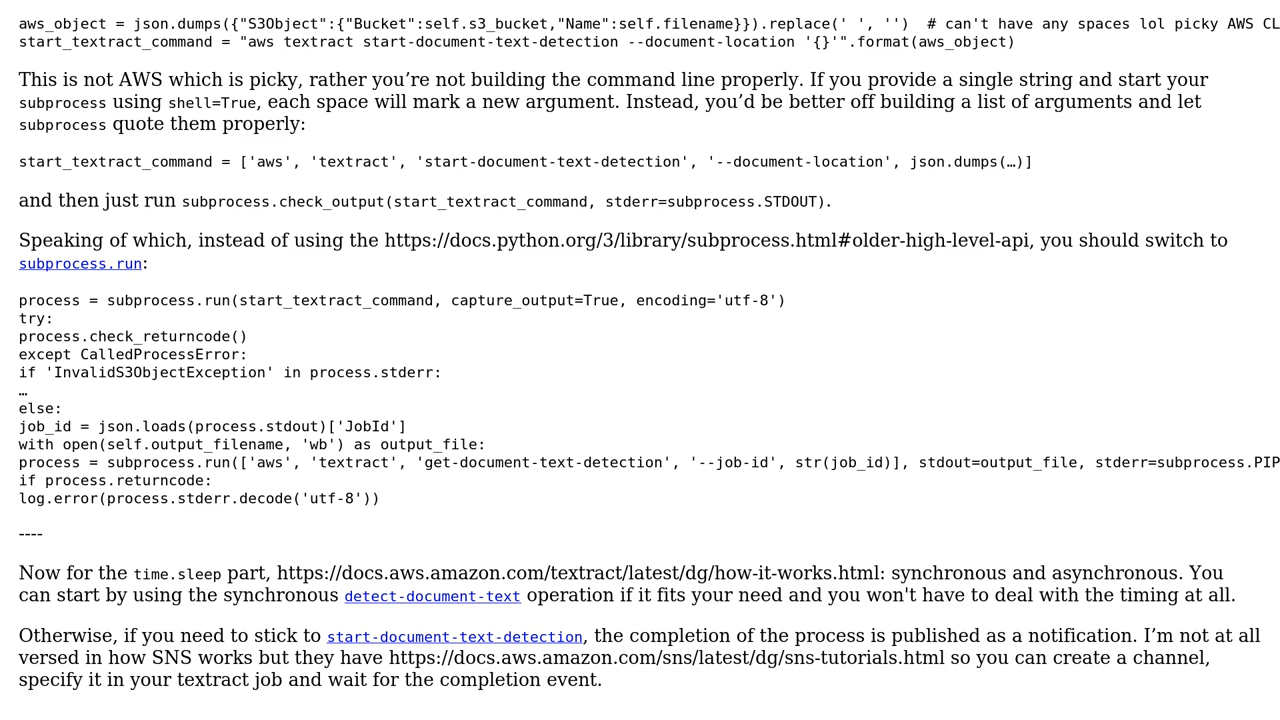 aws_object = json.dumps({"S3Object":{"Bucket":self.s3_bucket,"Name":self.filename}}).replace(' ', '')  # can't have any spaces lol picky AWS CL
start_textract_command = "aws textract start-document-text-detection --document-location '{}'".format(aws_object)
This is not AWS which is picky, rather you’re not building the command line properly. If you provide a single string and start your
subprocess using shell=True, each space will mark a new argument. Instead, you’d be better off building a list of arguments and let
subprocess quote them properly:
start_textract_command = ['aws', 'textract', 'start-document-text-detection', '--document-location', json.dumps(…)]
and then just run subprocess.check_output(start_textract_command, stderr=subprocess.STDOUT).
Speaking of which, instead of using the https://docs.python.org/3/library/subprocess.html#older-high-level-api, you should switch to
subprocess.run:
process = subprocess.run(start_textract_command, capture_output=True, encoding='utf-8')
try:
process.check_returncode()
except CalledProcessError:
if 'InvalidS3ObjectException' in process.stderr:
…
else:
job_id = json.loads(process.stdout)['JobId']
with open(self.output_filename, 'wb') as output_file:
process = subprocess.run(['aws', 'textract', 'get-document-text-detection', '--job-id', str(job_id)], stdout=output_file, stderr=subprocess.PIP
if process.returncode:
log.error(process.stderr.decode('utf-8'))
----
Now for the time.sleep part, https://docs.aws.amazon.com/textract/latest/dg/how-it-works.html: synchronous and asynchronous. You
can start by using the synchronous detect-document-text operation if it fits your need and you won't have to deal with the timing at all.
Otherwise, if you need to stick to start-document-text-detection, the completion of the process is published as a notification. I’m not at all
versed in how SNS works but they have https://docs.aws.amazon.com/sns/latest/dg/sns-tutorials.html so you can create a channel,
specify it in your textract job and wait for the completion event.